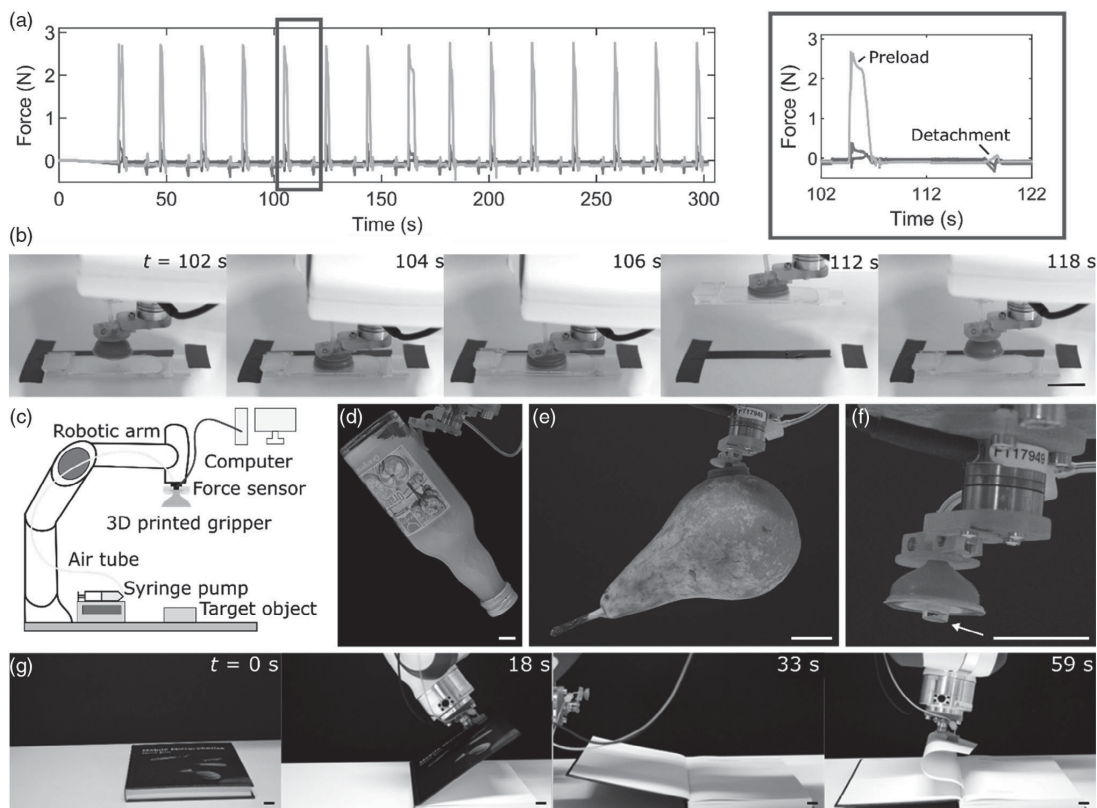 (a)
3
2
1
0
Force (N)
0 50 100 150 200 250 300
Time (s)
3
2
1
0
Force (N)
Preload
Detachment
102 112 122
Time (s)
(b)
t = 102 s
104 s
106 s
112 s
118 s
(c)
Robotic arm
Computer
Force sensor
3D printed gripper
Air tube
Syringe pump
Target object
(d)
(e)
FT17949
(f)
FT17949
(g)
t = 0 s
18 s
33 s
59 s